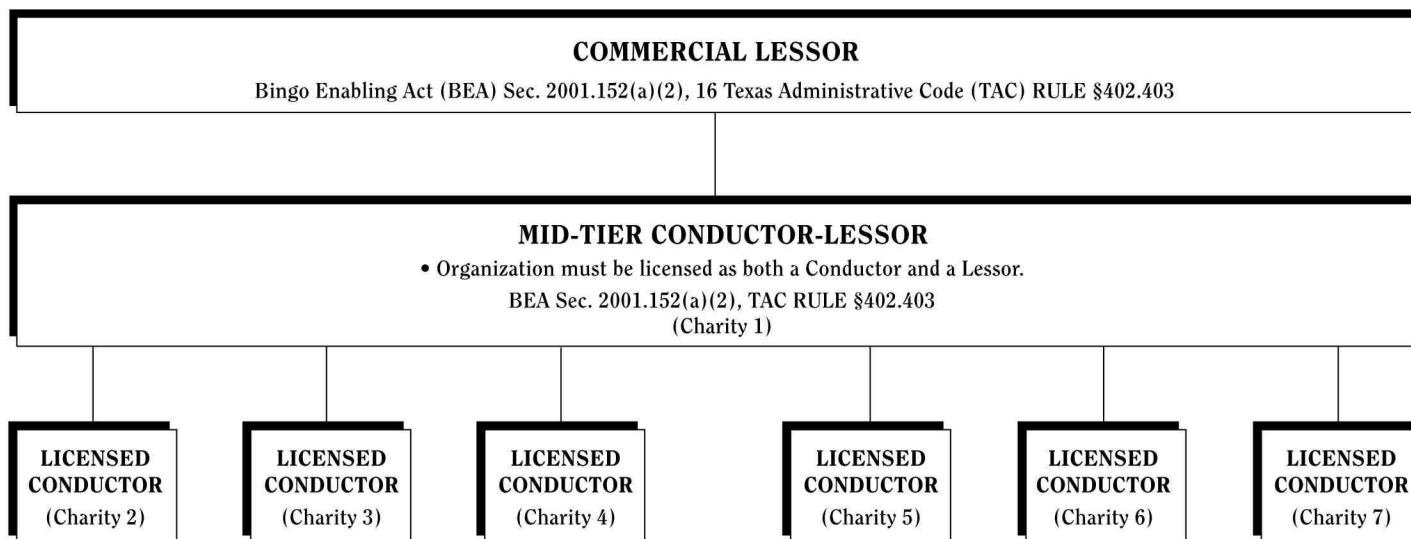 COMMERCIAL LESSOR
Bingo Enabling Act (BEA) Sec. 2001.152(a)(2), 16 Texas Administrative Code (TAC) RULE §402.403
MID-TIER CONDUCTOR-LESSOR
• Organization must be licensed as both a Conductor and a Lessor.
BEA Sec. 2001.152(a)(2), TAC RULE §402.403
(Charity 1)
LICENSED
CONDUCTOR
(Charity 2)
LICENSED
CONDUCTOR
(Charity 3)
LICENSED
CONDUCTOR
(Charity 4)
LICENSED
CONDUCTOR
(Charity 5)
LICENSED
CONDUCTOR
(Charity 6)
LICENSED
CONDUCTOR
(Charity 7)